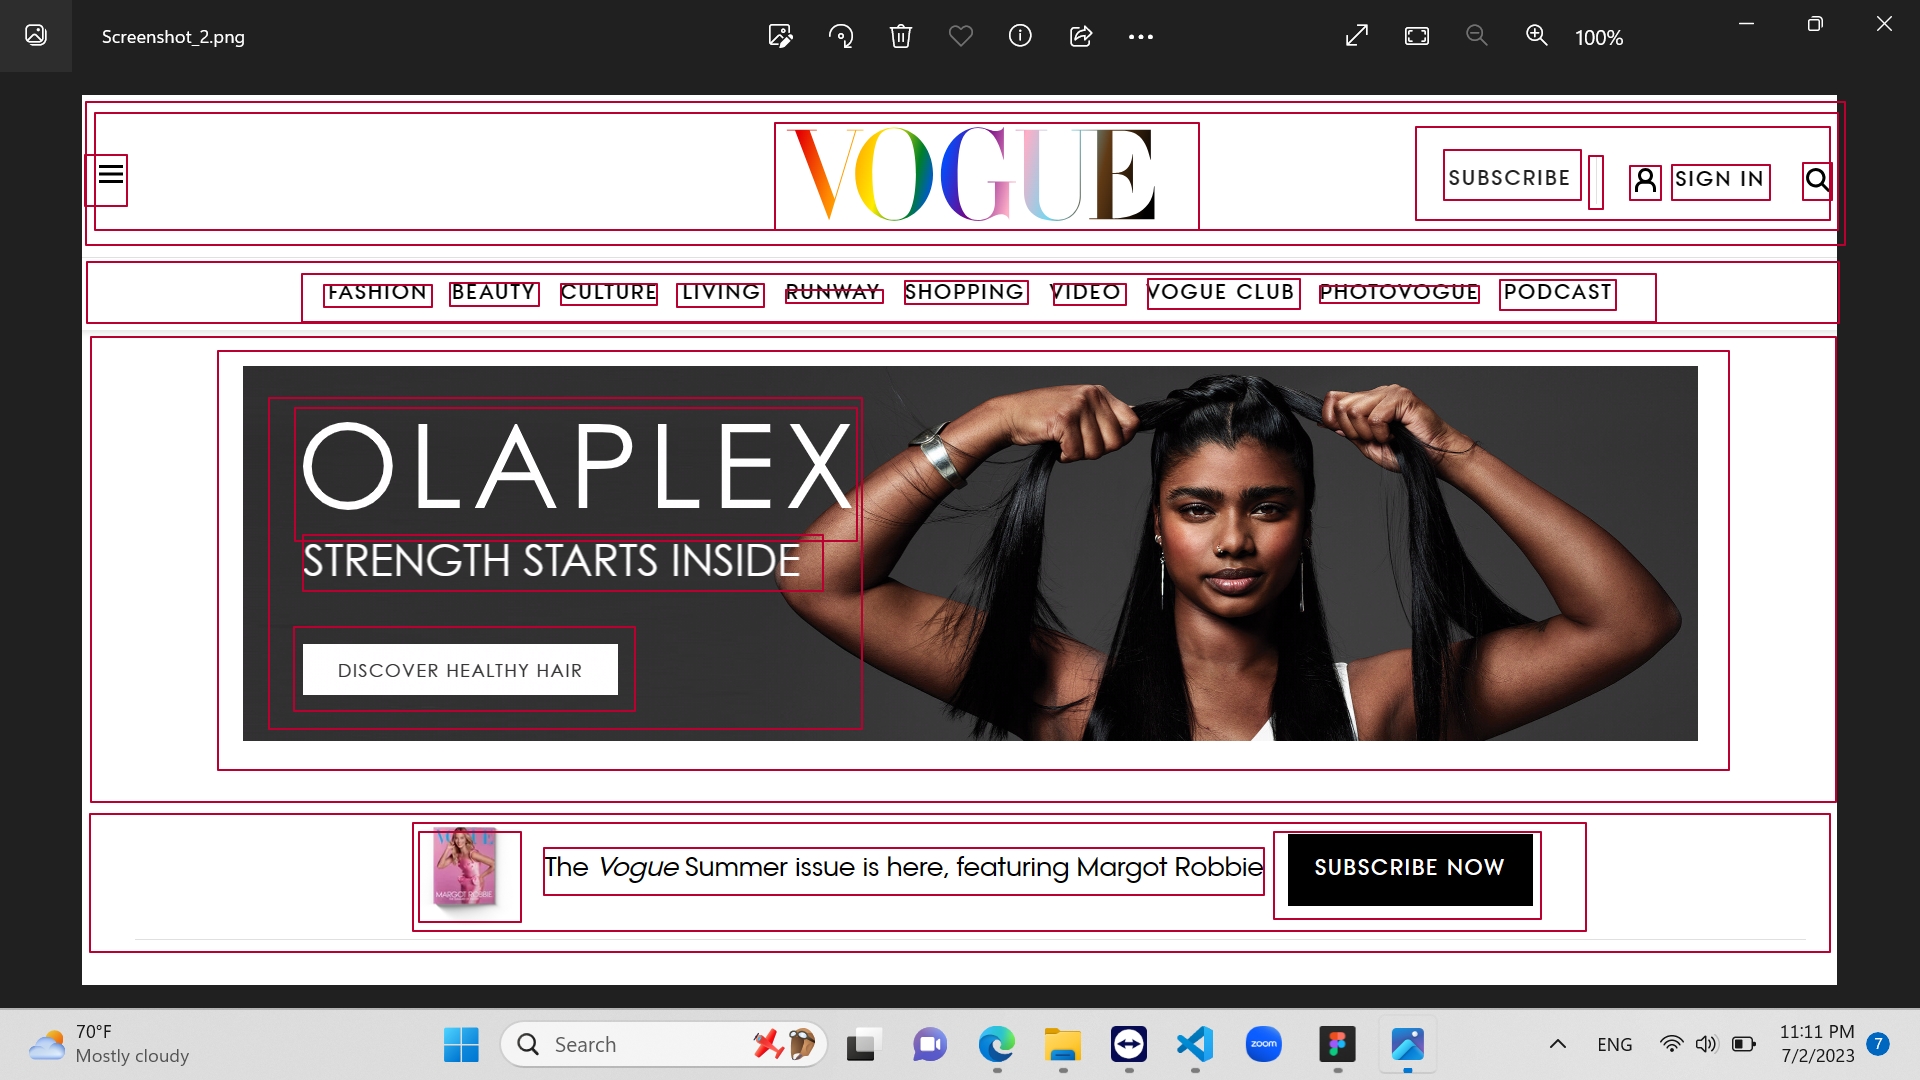 Screenshot_2.png
100%
VOGUE
SUBSCRIBE SIGN IN
FASHION BEAUTY CULTURE LIVING RUNWAY SHOPPING VIDEO VOGUE CLUB PHOTOVOGUE PODCAST
OLAPLEX
STRENGTH STARTS INSIDE
DISCOVER HEALTHY HAIR
VOGUE
MARGOT ROBBIE
The Vogue Summer issue is here, featuring Margot Robbie
SUBSCRIBE NOW
70°F
Mostly cloudy
Search
zoom
ENG
11:11 PM
7/2/2023
7